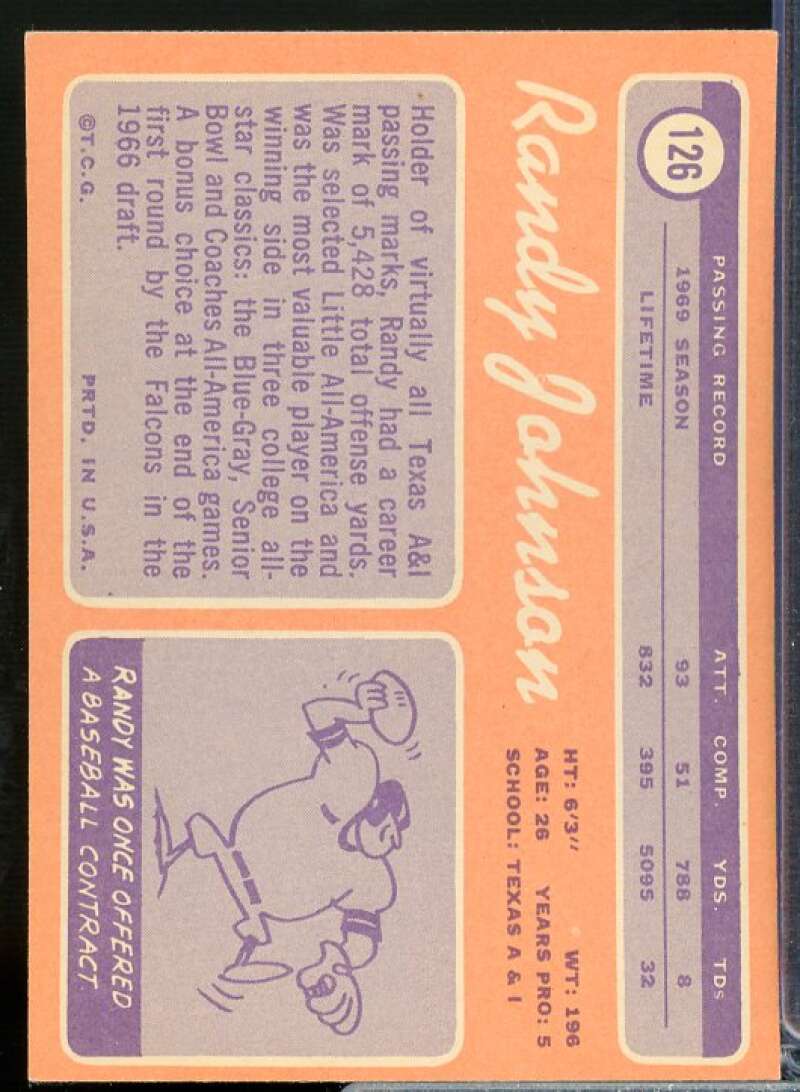 126
PASSING RECORD ATT. COMP. YDS. TDs
1969 SEASON 93 51 788 8
LIFETIME 832 395 5095 32
Randy Johnson
HT: 6'3" WT: 196
AGE: 26 YEARS PRO: 5
SCHOOL: TEXAS A & I
Holder of virtually all Texas A&I
passing marks, Randy had a career
mark of 5,428 total offense yards.
Was selected Little All-America and
was the most valuable player on the
winning side in three college all-
star classics: the Blue-Gray, Senior
Bowl and Coaches All-America games.
A bonus choice at the end of the
first round by the Falcons in the
1966 draft.
©T.C.G. PRTD. IN U.S.A.
RANDY WAS ONCE OFFERED
A BASEBALL CONTRACT